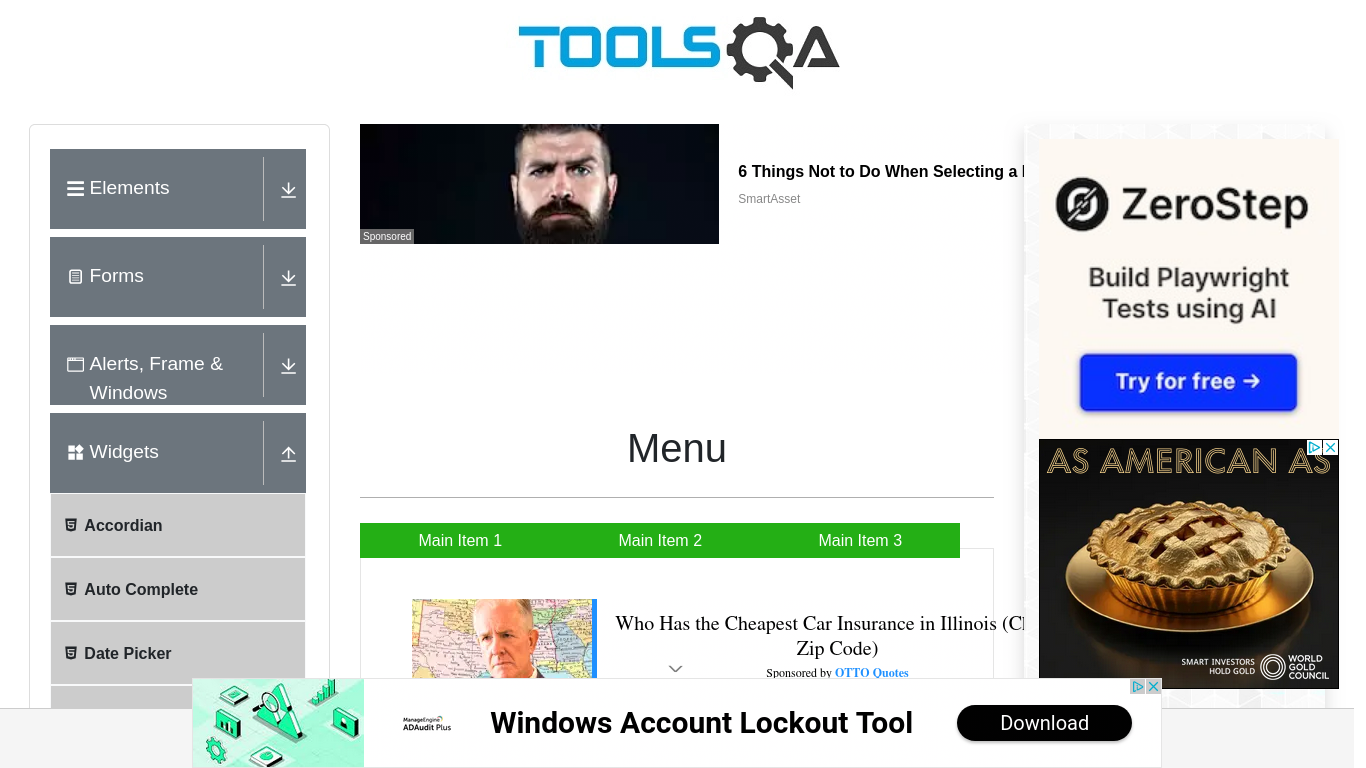 TOOLSQA
Elements
Forms
Alerts, Frame &
Windows
Widgets
Accordian
Auto Complete
Date Picker
Sponsored
6 Things Not to Do When Selecting a
SmartAsset
Menu
Main Item 1
Main Item 2
Main Item 3
Who Has the Cheapest Car Insurance in Illinois
Zip Code)
Sponsored by OTTO Quotes
ZeroStep
Build Playwright
Tests using AI
Try for free →
AS AMERICAN AS
SMART INVESTORS
HOLD GOLD
WORLD
GOLD
COUNCIL
ManageEngine
ADAudit Plus
Windows Account Lockout Tool
Download